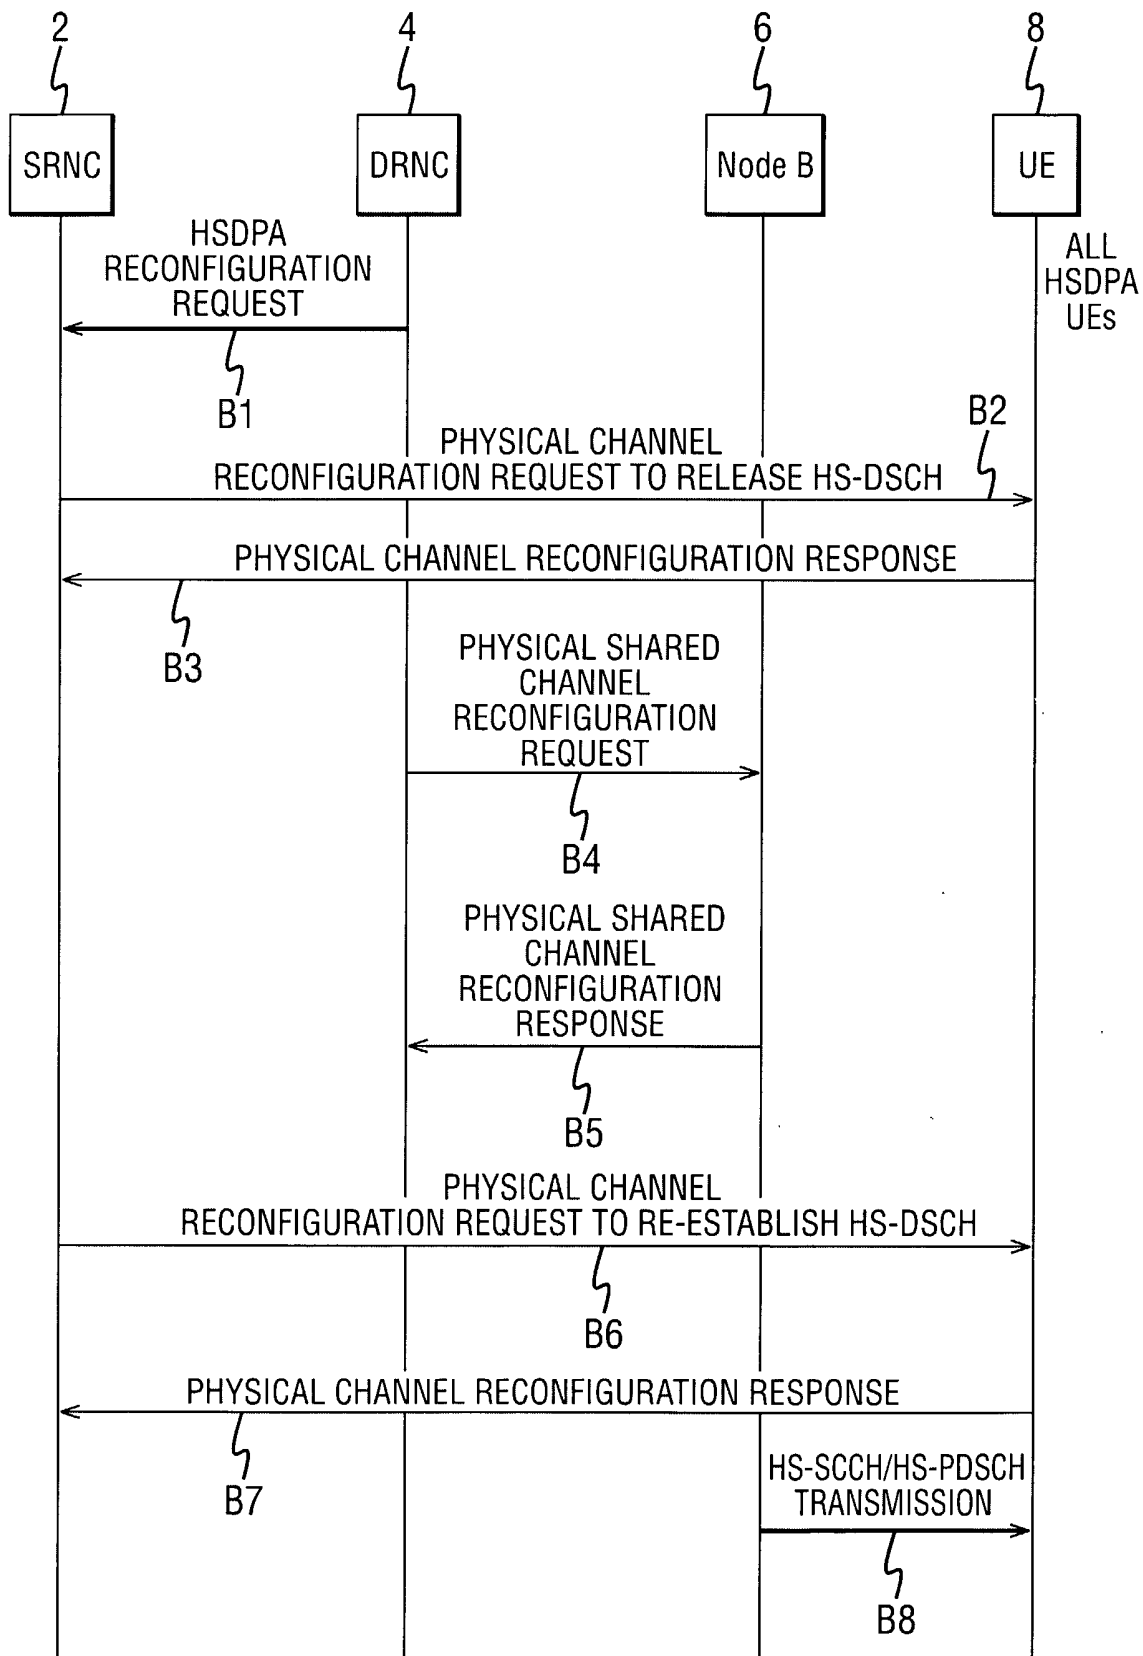 2
4
6
8
SRNC
DRNC
Node B
UE
HSDPA
RECONFIGURATION
REQUEST
ALL
HSDPA
UEs
B1
B2
PHYSICAL CHANNEL
RECONFIGURATION REQUEST TO RELEASE HS-DSCH
PHYSICAL CHANNEL RECONFIGURATION RESPONSE
B3
PHYSICAL SHARED
CHANNEL
RECONFIGURATION
REQUEST
B4
PHYSICAL SHARED
CHANNEL
RECONFIGURATION
RESPONSE
B5
PHYSICAL CHANNEL
RECONFIGURATION REQUEST TO RE-ESTABLISH HS-DSCH
B6
PHYSICAL CHANNEL RECONFIGURATION RESPONSE
B7
HS-SCCH/HS-PDSCH
TRANSMISSION
B8